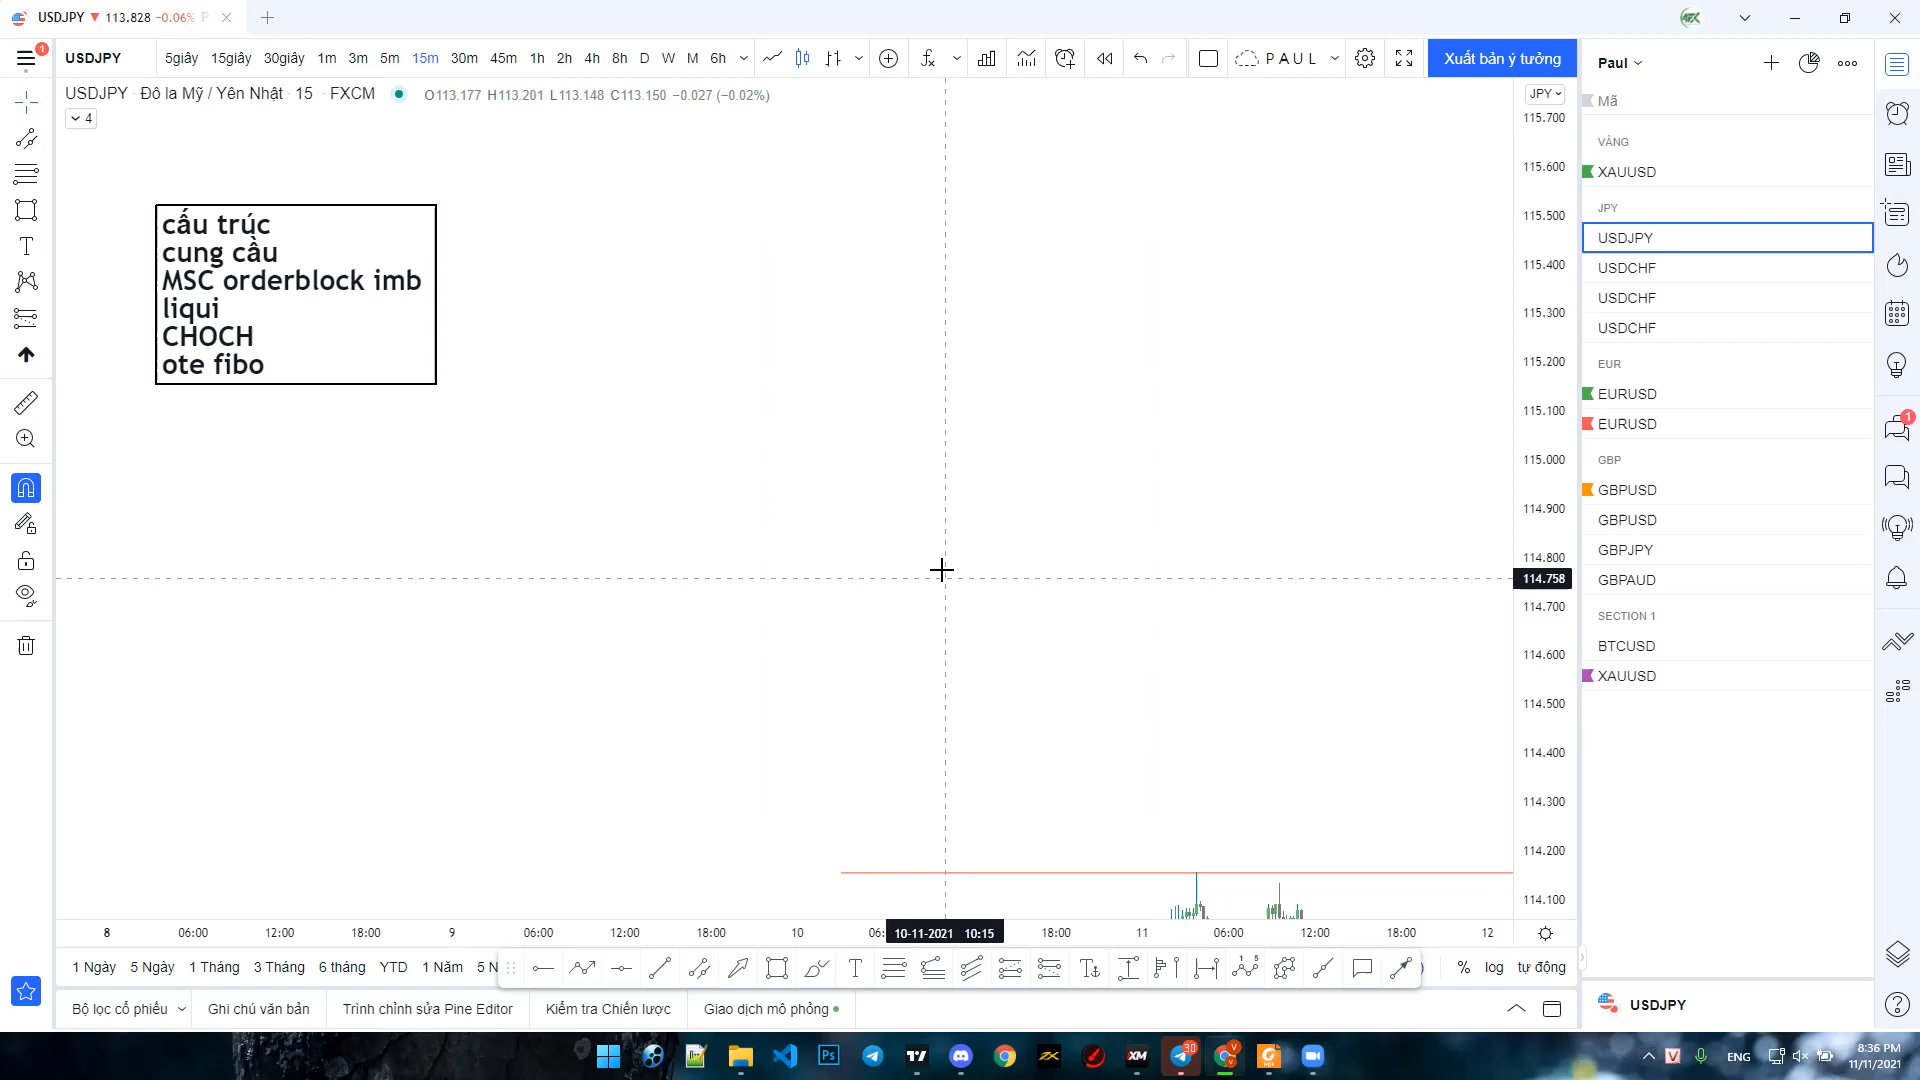 USDJPY ▼ 113.828 −0.06% P
1
USDJPY
5giây 15giây 30giây 1m 3m 5m 15m 30m 45m 1h 2h 4h 8h D W M 6h
PAUL
Xuất bản ý tưởng
Paul
USDJPY · Đô la Mỹ / Yên Nhật · 15 · FXCM
O113.177 H113.201 L113.148 C113.150 −0.027 (−0.02%)
4
JPY
cấu trúc
cung cầu
MSC orderblock imb
liqui
CHOCH
ote fibo
115.700
115.600
115.500
115.400
115.300
115.200
115.100
115.000
114.900
114.800
114.758
114.700
114.600
114.500
114.400
114.300
114.200
114.100
Mã
VÀNG
XAUUSD
JPY
USDJPY
USDCHF
USDCHF
USDCHF
EUR
EURUSD
EURUSD
GBP
GBPUSD
GBPUSD
GBPJPY
GBPAUD
SECTION 1
BTCUSD
XAUUSD
1
8 06:00 12:00 18:00 9 06:00 12:00 18:00 10 06: 10-11-2021 10:15 18:00 11 06:00 12:00 18:00 12
1 Ngày 5 Ngày 1 Tháng 3 Tháng 6 tháng YTD 1 Năm 5 N
% log tự động
Bộ lọc cổ phiếu Ghi chú văn bản Trình chỉnh sửa Pine Editor Kiểm tra Chiến lược Giao dịch mô phỏng
USDJPY
Ps
XM
30
V
V
ENG
8:36 PM
11/11/2021